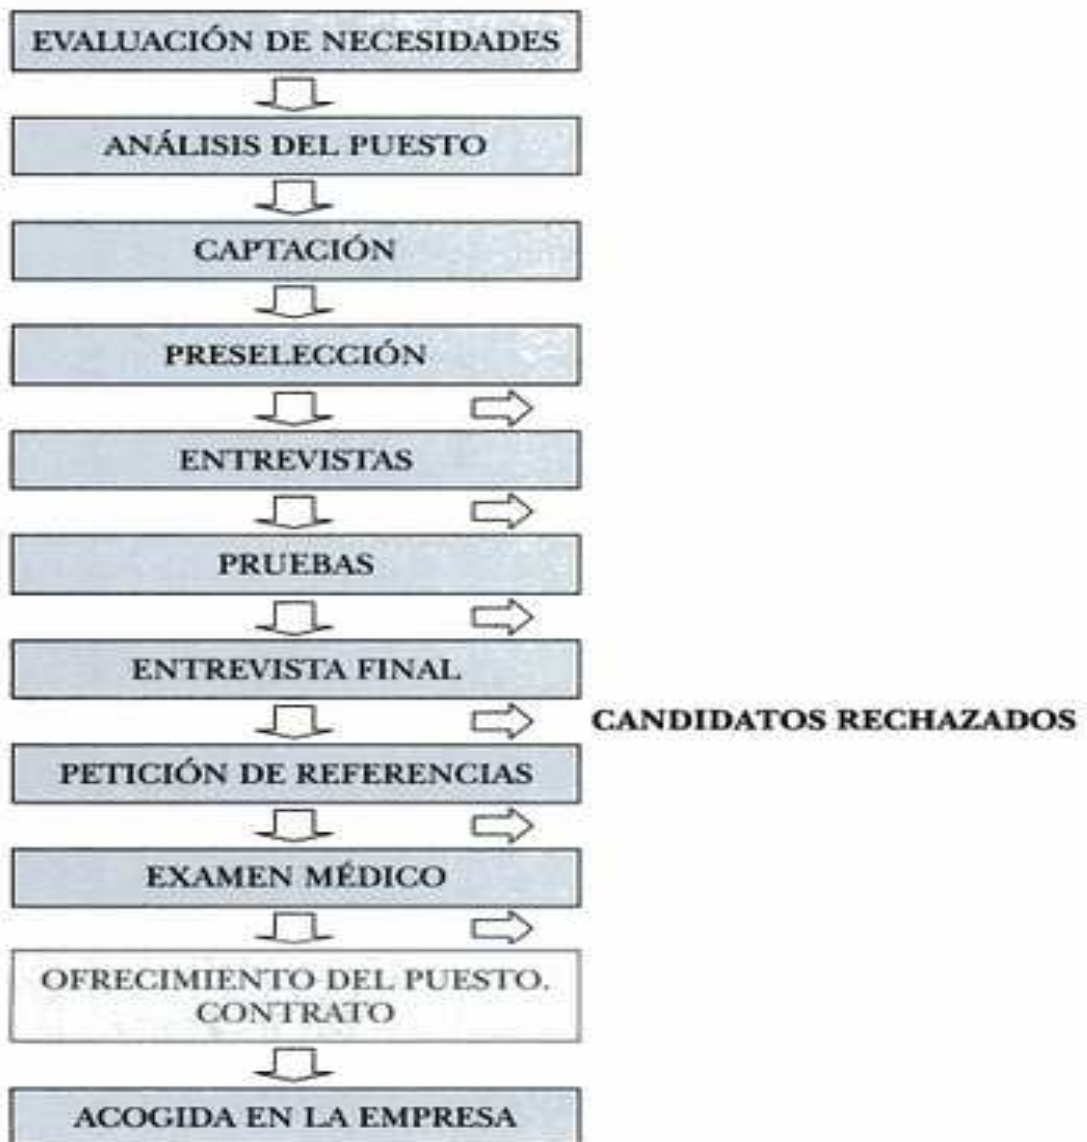 EVALUACIÓN DE NECESIDADES
ANÁLISIS DEL PUESTO
CAPTACIÓN
PRESELECCIÓN
ENTREVISTAS
PRUEBAS
ENTREVISTA FINAL
CANDIDATOS RECHAZADOS
PETICIÓN DE REFERENCIAS
EXAMEN MÉDICO
OFRECIMIENTO DEL PUESTO.
CONTRATO
ACOGIDA EN LA EMPRESA